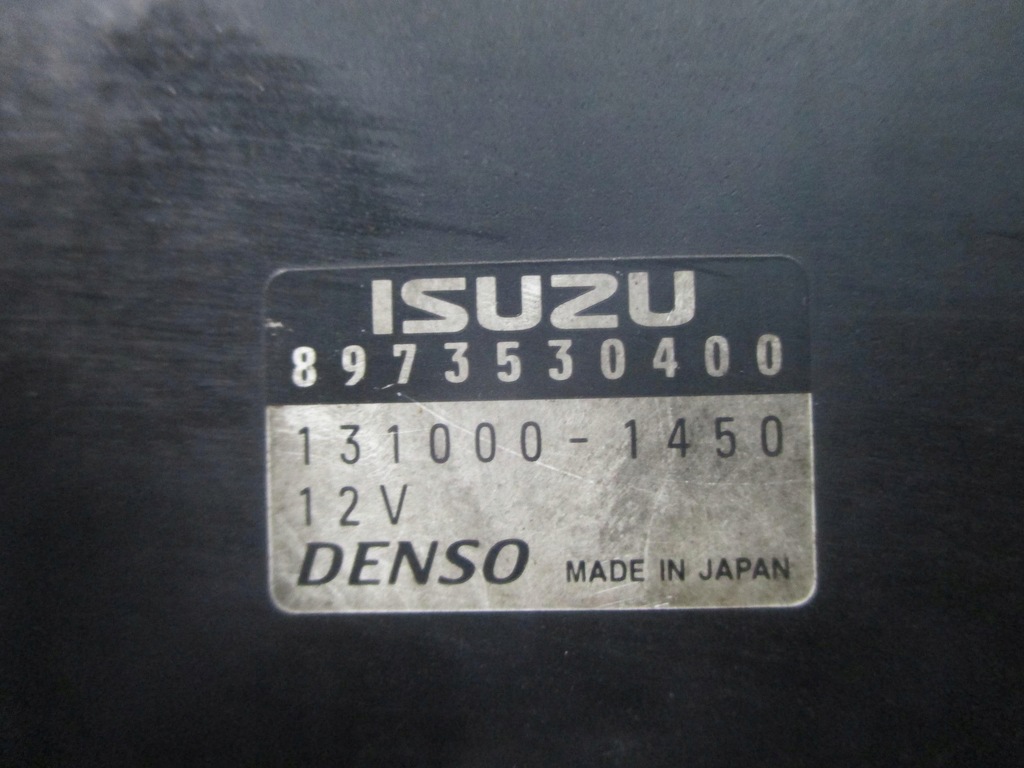 ISUZU
8973530400
131000-1450
12V
DENSO MADE IN JAPAN